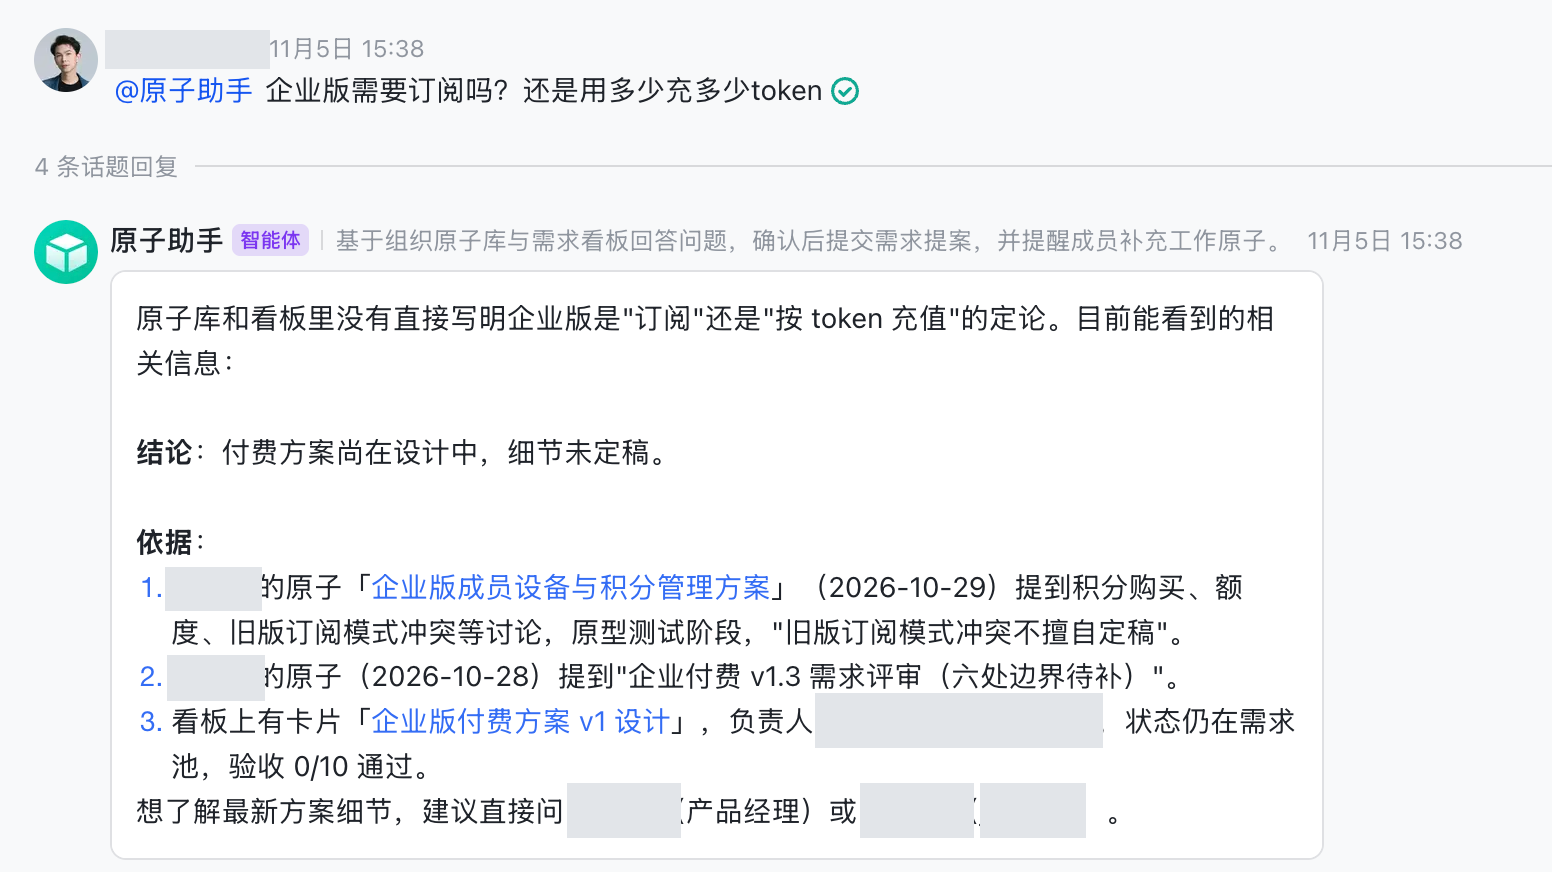 11月5日 15:38
@原子助手 企业版需要订阅吗？还是用多少充多少token
4 条话题回复
原子助手 智能体 基于组织原子库与需求看板回答问题，确认后提交需求提案，并提醒成员补充工作原子。 11月5日 15:38
原子库和看板里没有直接写明企业版是"订阅"还是"按 token 充值"的定论。目前能看到的相
关信息：
结论：付费方案尚在设计中，细节未定稿。
依据：
1. 的原子「企业版成员设备与积分管理方案」（2026-10-29）提到积分购买、额
度、旧版订阅模式冲突等讨论，原型测试阶段，"旧版订阅模式冲突不擅自定稿"。
2. 的原子（2026-10-28）提到"企业付费 v1.3 需求评审（六处边界待补）"。
3. 看板上有卡片「企业版付费方案 v1 设计」，负责人 状态仍在需求
池，验收 0/10 通过。
想了解最新方案细节，建议直接问 （产品经理）或 （ 。